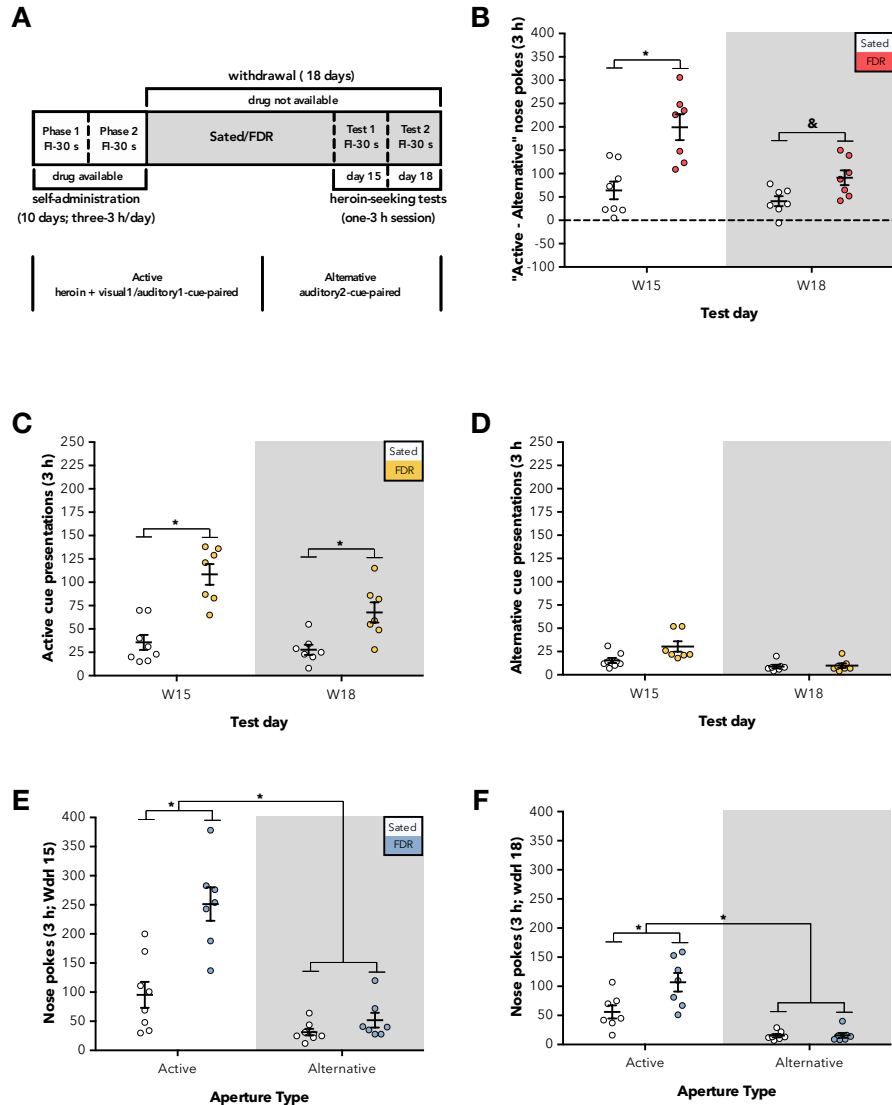 A
withdrawal ( 18 days)
drug not available
Phase 1
FI-30 s
Phase 2
FI-30 s
Sated/FDR
Test 1
FI-30 s
Test 2
FI-30 s
drug available
day 15
day 18
self-administration
(10 days; three-3 h/day)
heroin-seeking tests
(one-3 h session)
Active
heroin + visual1/auditory1-cue-paired
Alternative
auditory2-cue-paired
B
"Active - Alternative" nose pokes (3 h)
400
350
300
250
200
150
100
50
0
-50
-100
*
&
Sated
FDR
W15
W18
Test day
C
Active cue presentations (3 h)
250
225
200
175
150
125
100
75
50
25
0
*
*
Sated
FDR
W15
W18
Test day
D
Alternative cue presentations (3 h
250
225
200
175
150
125
100
75
50
25
0
W15
W18
Test day
E
Nose pokes (3 h; Wdrl 15)
400
350
300
250
200
150
100
50
0
*
*
Sated
FDR
Active
Alternative
Aperture Type
F
Nose pokes (3 h; wdrl 18)
400
350
300
250
200
150
100
50
0
*
*
Active
Alternative
Aperture Type